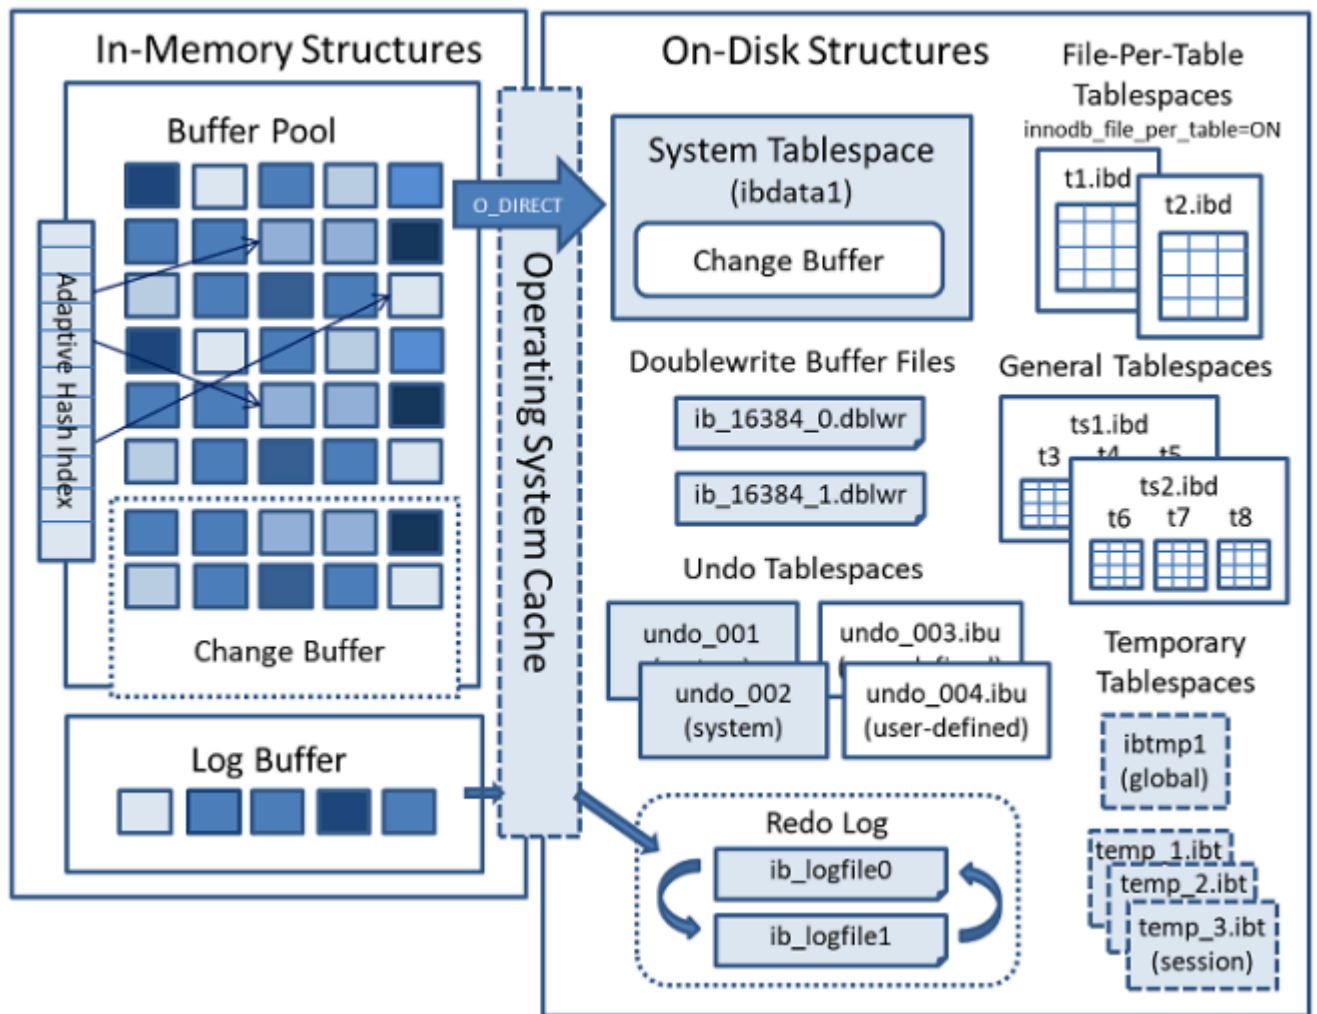 In-Memory Structures
Buffer Pool
Adaptive Hash Index
Change Buffer
Log Buffer
O_DIRECT
Operating System Cache
On-Disk Structures
System Tablespace
(ibdata1)
Change Buffer
Doublewrite Buffer Files
ib_16384_0.dblwr
ib_16384_1.dblwr
Undo Tablespaces
undo_001
undo_002
(system)
undo_003.ibu
undo_004.ibu
(user-defined)
Redo Log
ib_logfile0
ib_logfile1
File-Per-Table
Tablespaces
innodb_file_per_table=ON
t1.ibd
t2.ibd
General Tablespaces
ts1.ibd
t3 t4 t5
ts2.ibd
t6 t7 t8
Temporary
Tablespaces
ibtmp1
(global)
temp_1.ibt
temp_2.ibt
temp_3.ibt
(session)